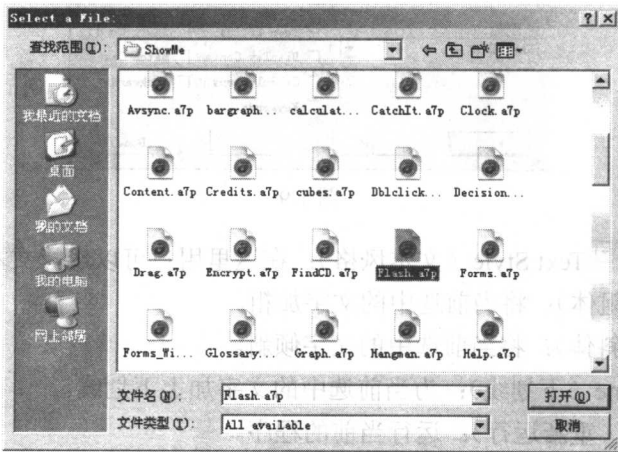 Select a File:
查找范围(I):
ShowMe
我最近的文档
桌面
我的文档
我的电脑
网上邻居
Avsync.a7p bargraph... calculat... CatchIt.a7p Clock.a7p
Content.a7p Credits.a7p cubes.a7p Dblclick... Decision...
Drag.a7p Encrypt.a7p FindCD.a7p Flash.a7p Forms.a7p
Forms_Wi... Glossary... Graph.a7p Hangman.a7p Help.a7p
文件名(N): Flash.a7p 打开(O)
文件类型(T): All available 取消